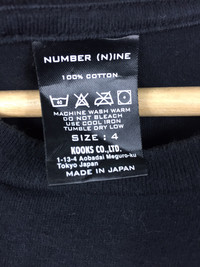 NUMBER (N)INE
100% COTTON
MACHINE WASH WARM
DO NOT BLEACH
USE COOL IRON
TUMBLE DRY LOW
SIZE : 4
KOOKS CO.,LTD.
1-13-4 Aobadai Meguro-ku
Tokyo Japan
MADE IN JAPAN